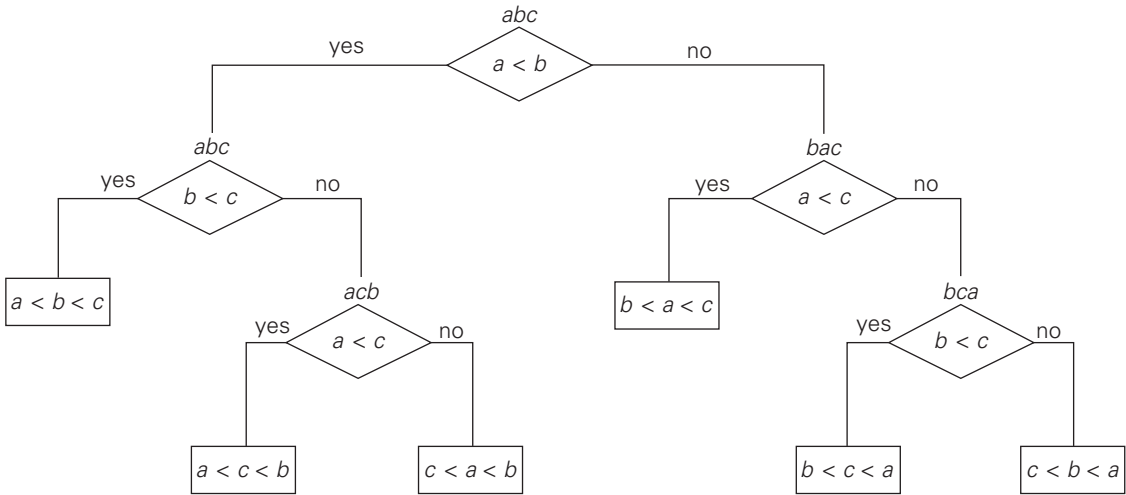 abc
yes
a < b
no
abc
bac
yes
b < c
no
yes
a < c
no
a < b < c
b < a < c
acb
bca
yes
a < c
no
yes
b < c
no
a < c < b
c < a < b
b < c < a
c < b < a